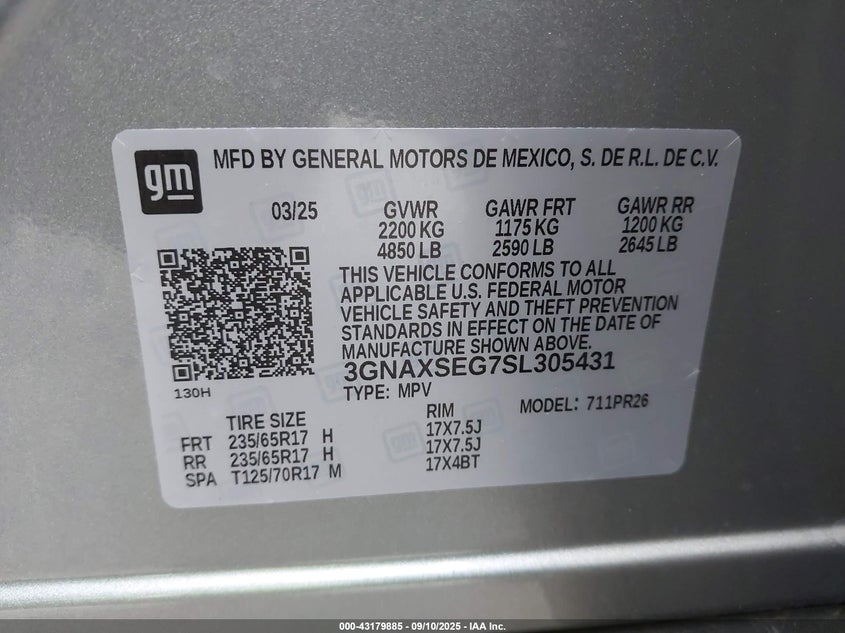 gm
MFD BY GENERAL MOTORS DE MEXICO, S. DE R.L. DE C.V.
03/25 GVWR GAWR FRT GAWR RR
2200 KG 1175 KG 1200 KG
4850 LB 2590 LB 2645 LB
THIS VEHICLE CONFORMS TO ALL
APPLICABLE U.S. FEDERAL MOTOR
VEHICLE SAFETY AND THEFT PREVENTION
STANDARDS IN EFFECT ON THE DATE OF
MANUFACTURE SHOWN ABOVE.
3GNAXSEG7SL305431
130H TYPE: MPV MODEL: 711PR26
TIRE SIZE RIM
FRT 235/65R17 H 17X7.5J
RR 235/65R17 H 17X7.5J
SPA T125/70R17 M 17X4BT
000-43179885 - 09/10/2025 - IAA Inc.